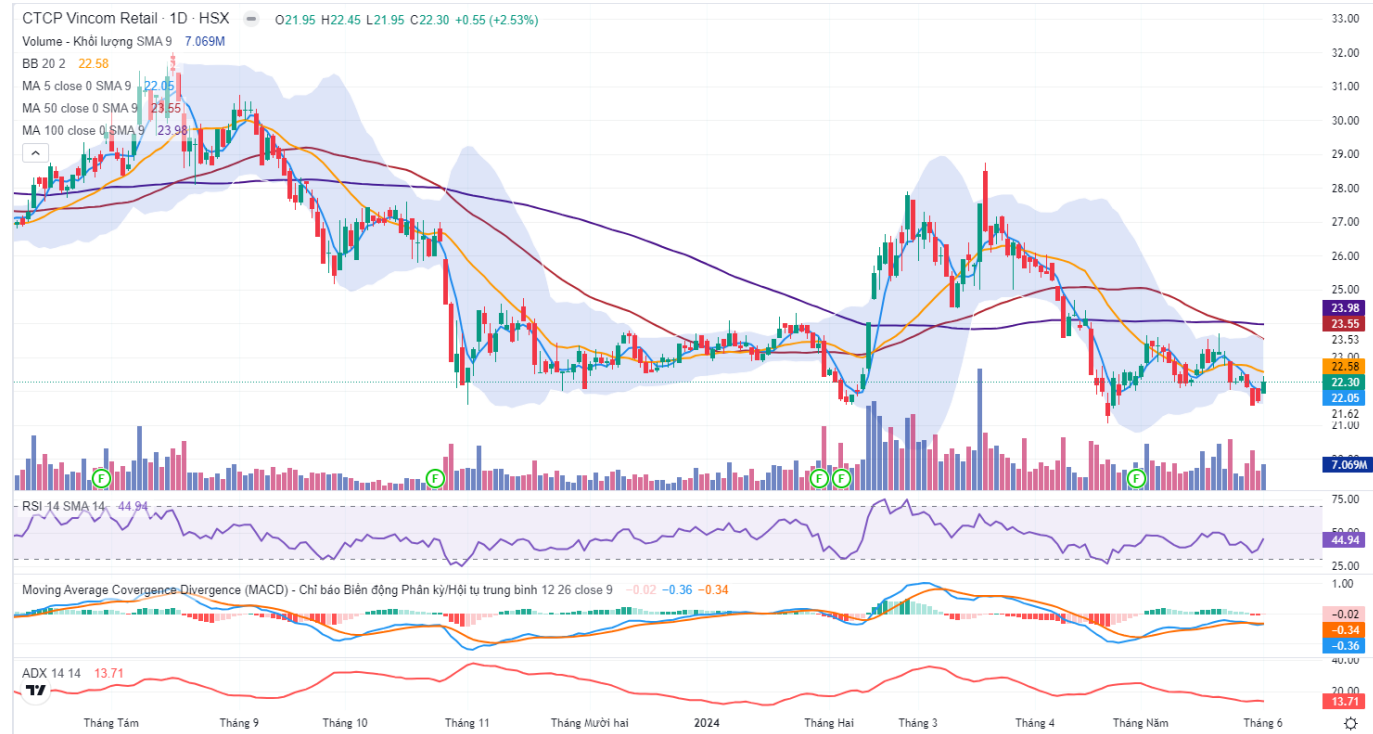 CTCP Vincom Retail · 1D · HSX O21.95 H22.45 L21.95 C22.30 +0.55 (+2.53%)
Volume - Khối lượng SMA 9 7.069M
BB 20 2 22.58
MA 5 close 0 SMA 9 22.05
MA 50 close 0 SMA 9 23.55
MA 100 close 0 SMA 9 23.98
33.00
32.00
31.00
30.00
29.00
28.00
27.00
26.00
25.00
23.98
23.55
23.53
23.00
22.58
22.30
22.05
21.62
21.00
7.069M
F
F
F
F
F
RSI 14 SMA 14 44.94
75.00
50.00
44.94
25.00
Moving Average Covergence Divergence (MACD) - Chỉ báo Biến động Phân kỳ/Hội tụ trung bình 12 26 close 9 −0.02 −0.36 −0.34
1.00
−0.02
−0.34
−0.36
ADX 14 14 13.71
40.00
20.00
13.71
Tháng Tám Tháng 9 Tháng 10 Tháng 11 Tháng Mười hai 2024 Tháng Hai Tháng 3 Tháng 4 Tháng Năm Tháng 6